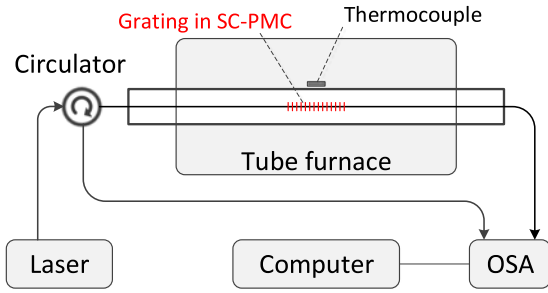 Thermocouple
Grating in SC-PMC
Circulator
Tube furnace
Laser
Computer
OSA